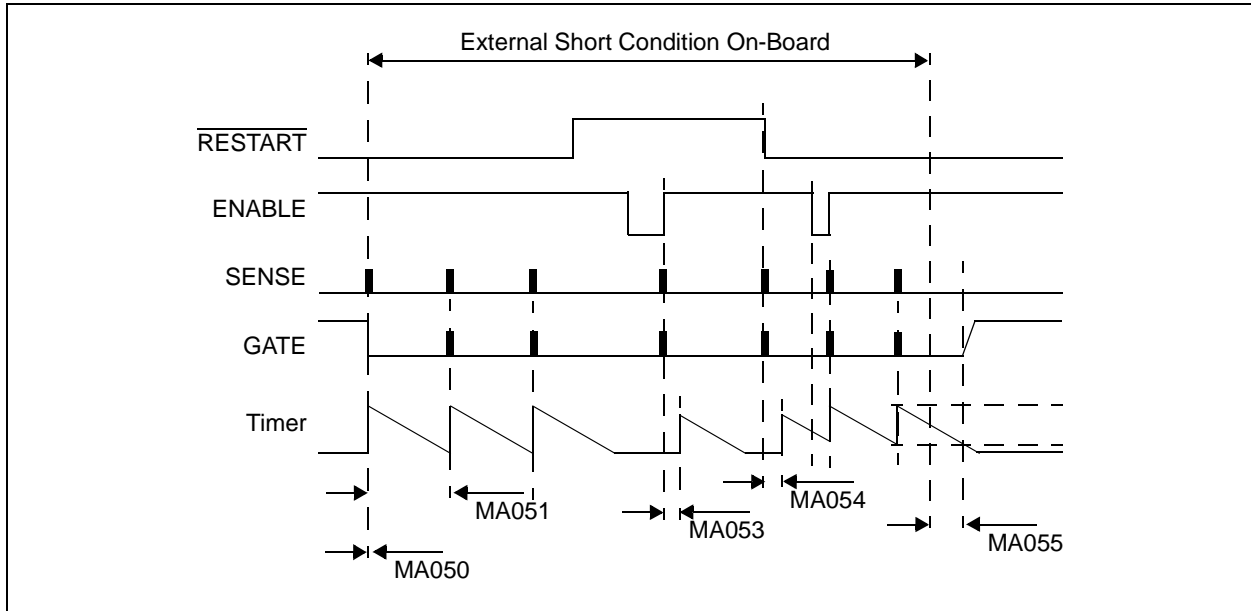 External Short Condition On-Board
RESTART
ENABLE
SENSE
GATE
Timer
MA051
MA054
MA053
MA055
MA050